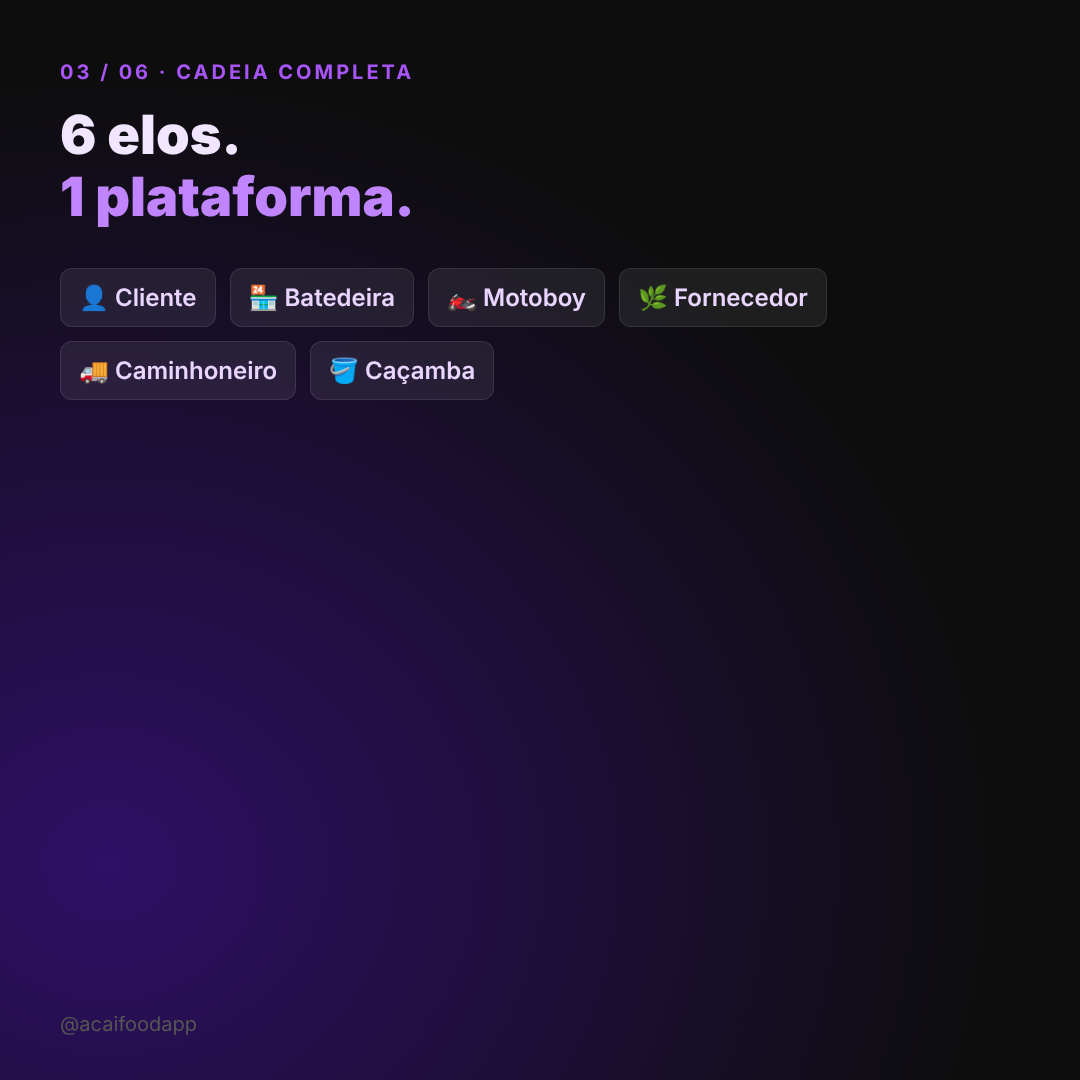 03 / 06 · CADEIA COMPLETA
6 elos.
1 plataforma.
👤 Cliente 🏪 Batedeira 🏍️ Motoboy 🌿 Fornecedor
🚚 Caminhoneiro 🪣 Caçamba
@acaifoodapp